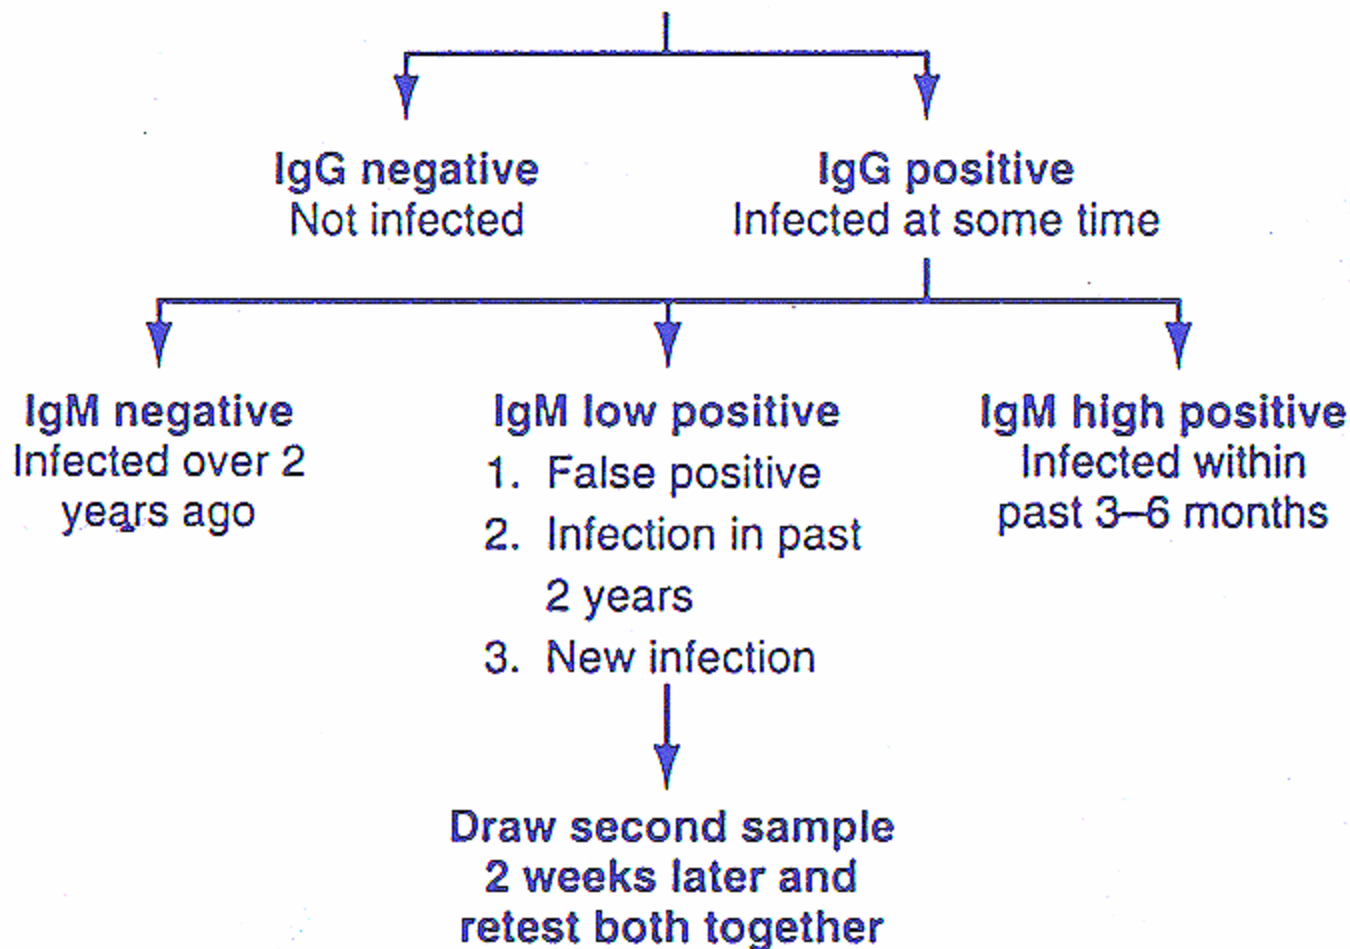 IgG negative
Not infected
IgG positive
Infected at some time
IgM negative
Infected over 2
years ago
IgM low positive
1. False positive
2. Infection in past
2 years
3. New infection
IgM high positive
Infected within
past 3–6 months
Draw second sample
2 weeks later and
retest both together